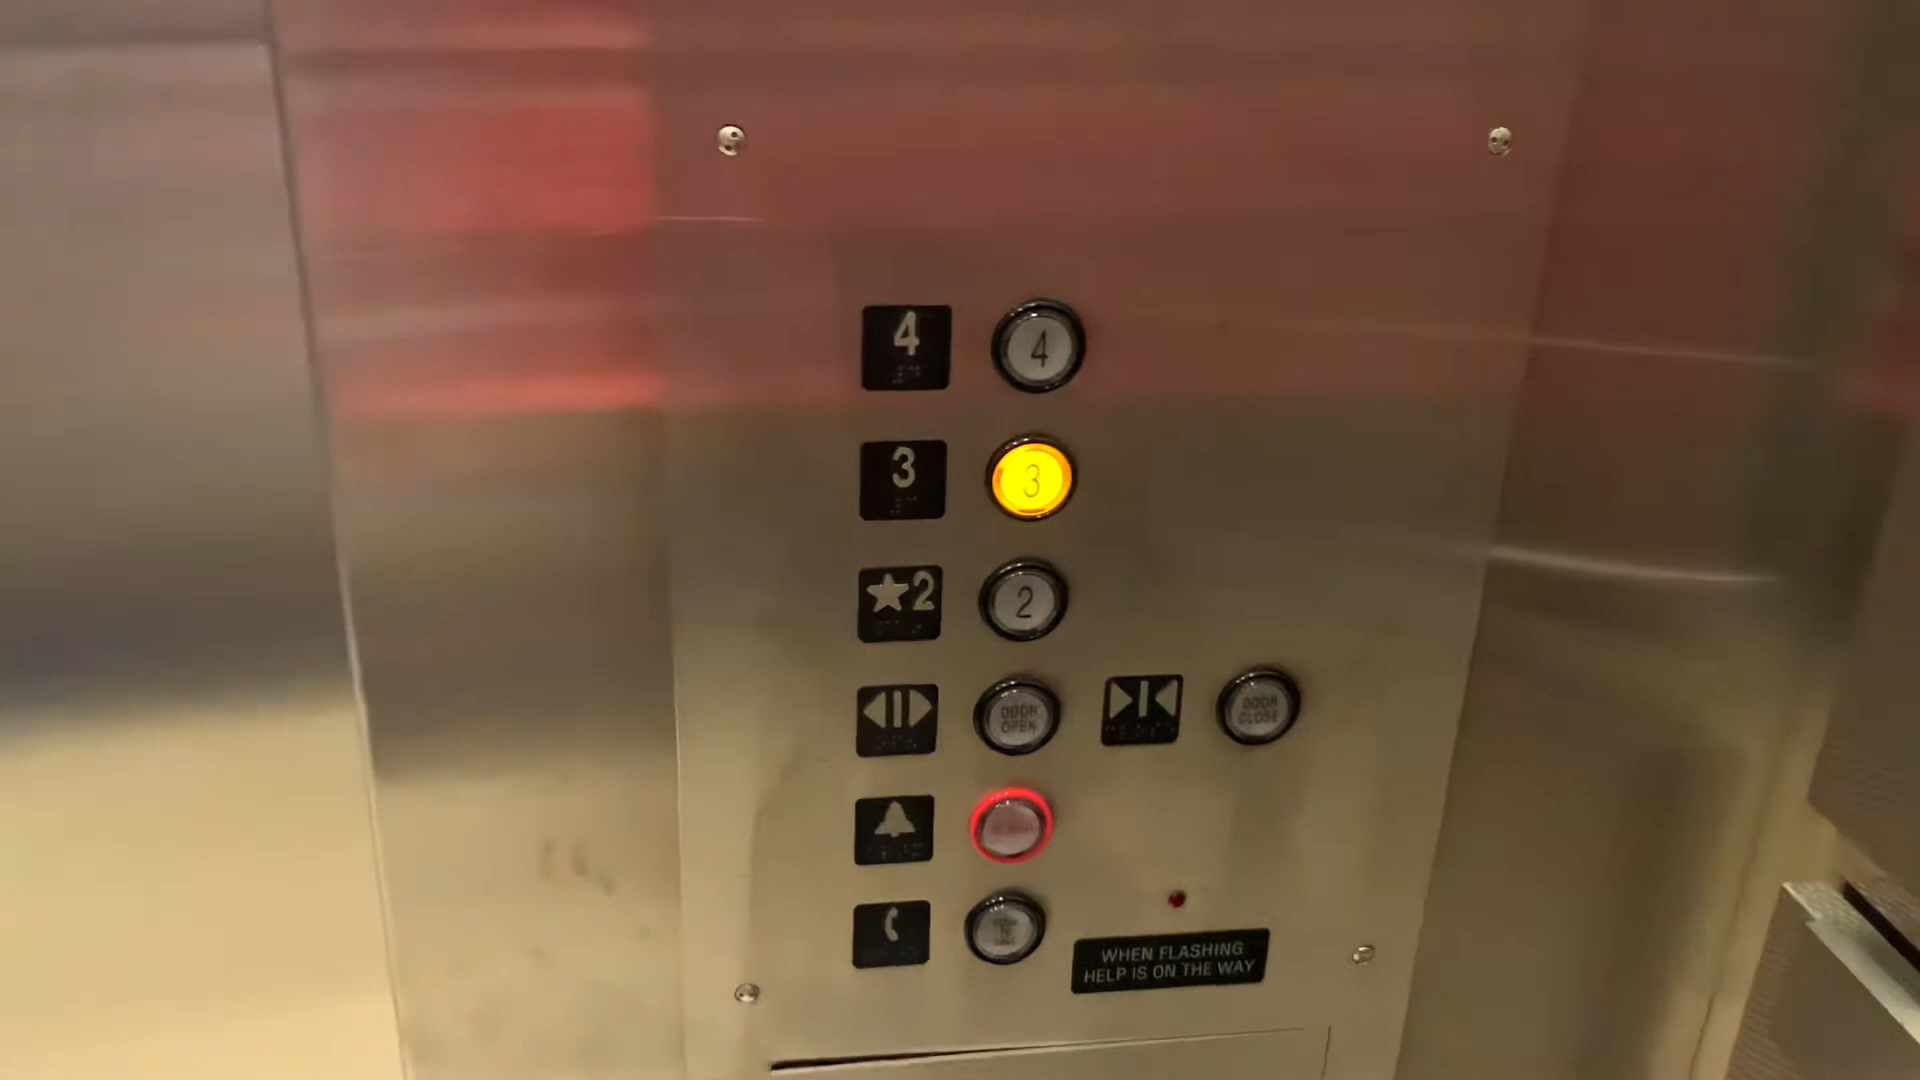 4 4
3 3
★2 2
DOOR
OPEN
DOOR
CLOSE
WHEN FLASHING
HELP IS ON THE WAY